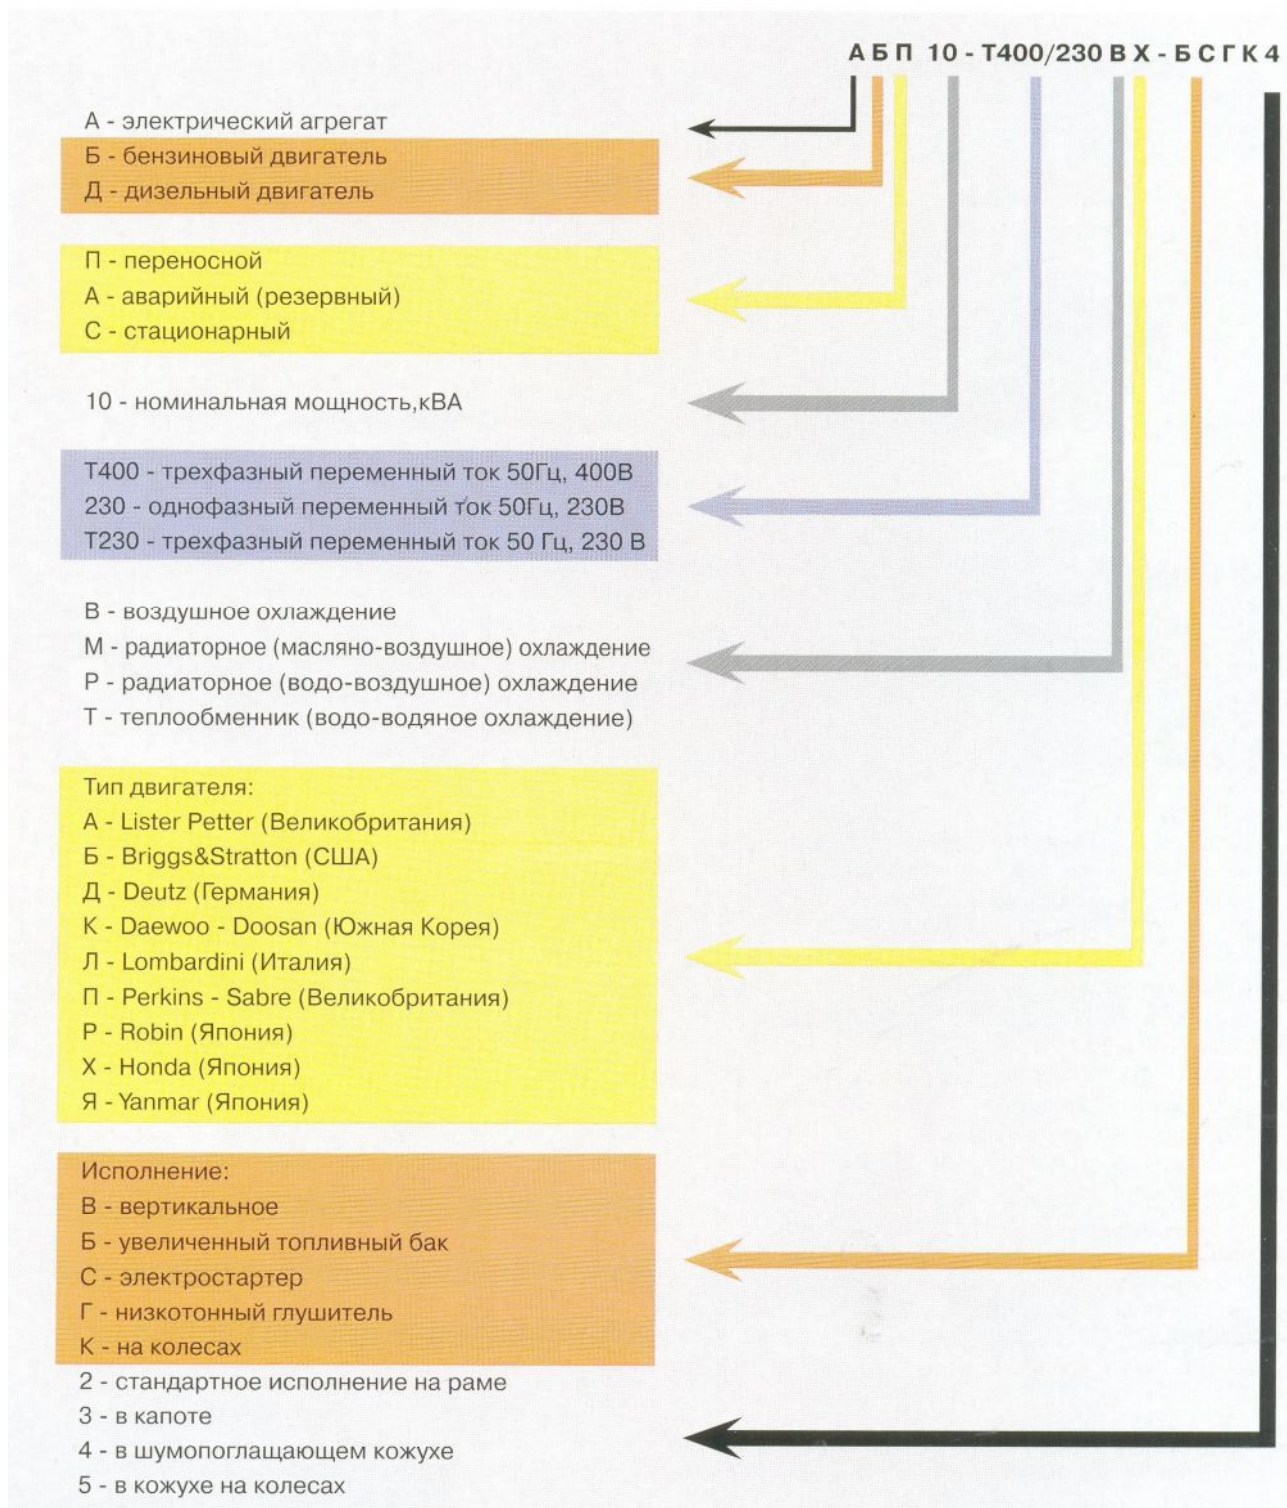 А Б П 10 - Т400/230 В Х - Б С Г К 4
А - электрический агрегат
Б - бензиновый двигатель
Д - дизельный двигатель
П - переносной
А - аварийный (резервный)
С - стационарный
10 - номинальная мощность,кВА
Т400 - трехфазный переменный ток 50Гц, 400В
230 - однофазный переменный ток 50Гц, 230В
Т230 - трехфазный переменный ток 50 Гц, 230 В
В - воздушное охлаждение
М - радиаторное (масляно-воздушное) охлаждение
Р - радиаторное (водо-воздушное) охлаждение
Т - теплообменник (водо-водяное охлаждение)
Тип двигателя:
А - Lister Petter (Великобритания)
Б - Briggs&Stratton (США)
Д - Deutz (Германия)
К - Daewoo - Doosan (Южная Корея)
Л - Lombardini (Италия)
П - Perkins - Sabre (Великобритания)
Р - Robin (Япония)
Х - Honda (Япония)
Я - Yanmar (Япония)
Исполнение:
В - вертикальное
Б - увеличенный топливный бак
С - электростартер
Г - низкотонный глушитель
К - на колесах
2 - стандартное исполнение на раме
3 - в капоте
4 - в шумопоглащающем кожухе
5 - в кожухе на колесах